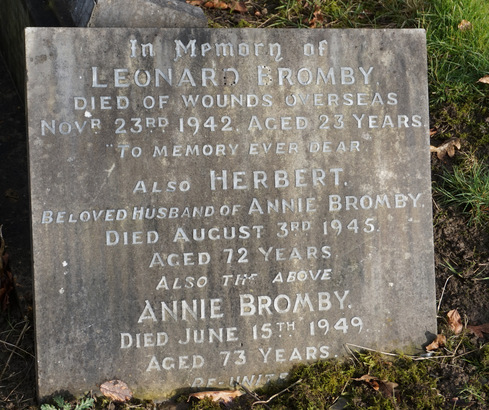 In Memory of
LEONARD BROMBY
DIED OF WOUNDS OVERSEAS
NOVR 23RD 1942. AGED 23 YEARS.
"TO MEMORY EVER DEAR"
ALSO HERBERT.
BELOVED HUSBAND OF ANNIE BROMBY.
DIED AUGUST 3RD 1945.
AGED 72 YEARS.
ALSO THE ABOVE
ANNIE BROMBY.
DIED JUNE 15TH 1949.
AGED 73 YEARS.